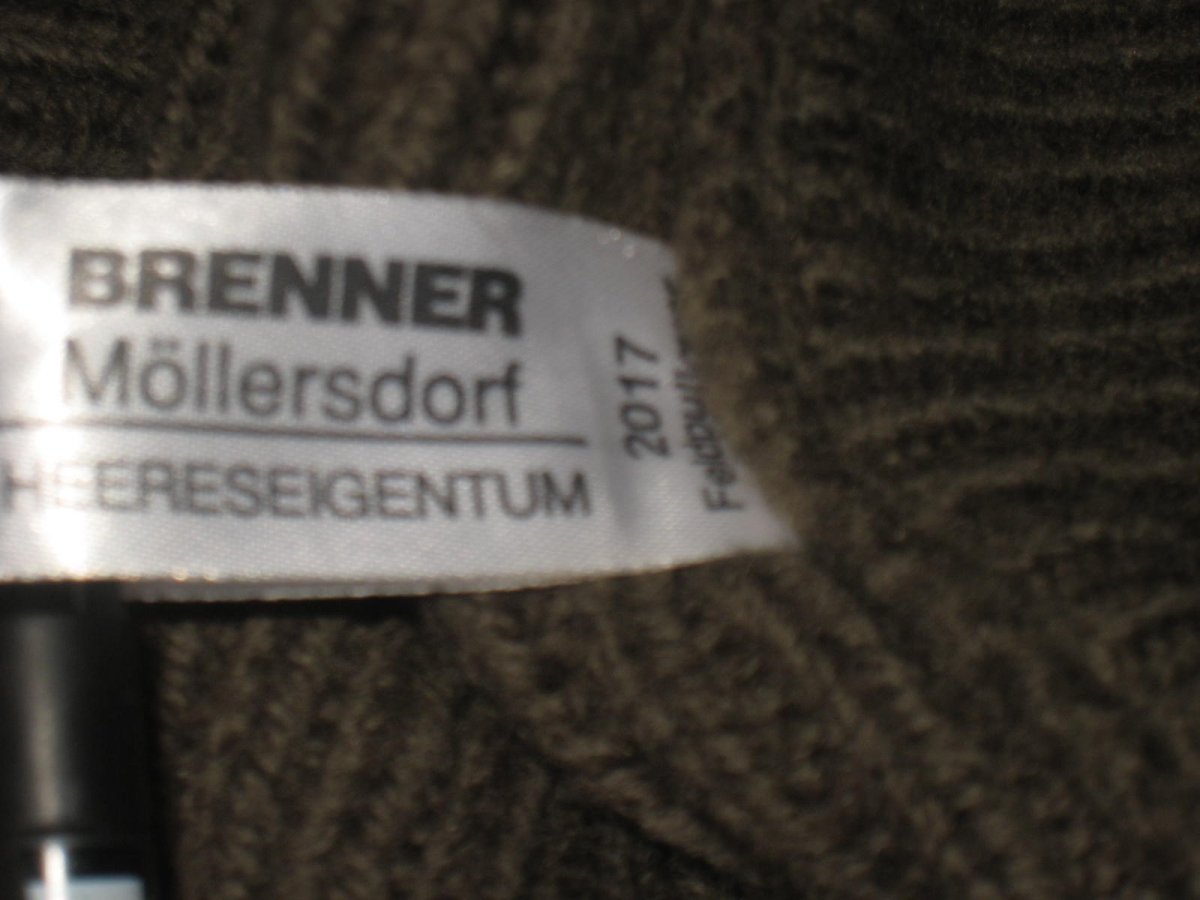 BRENNER
Möllersdorf
HEERESEIGENTUM
2017